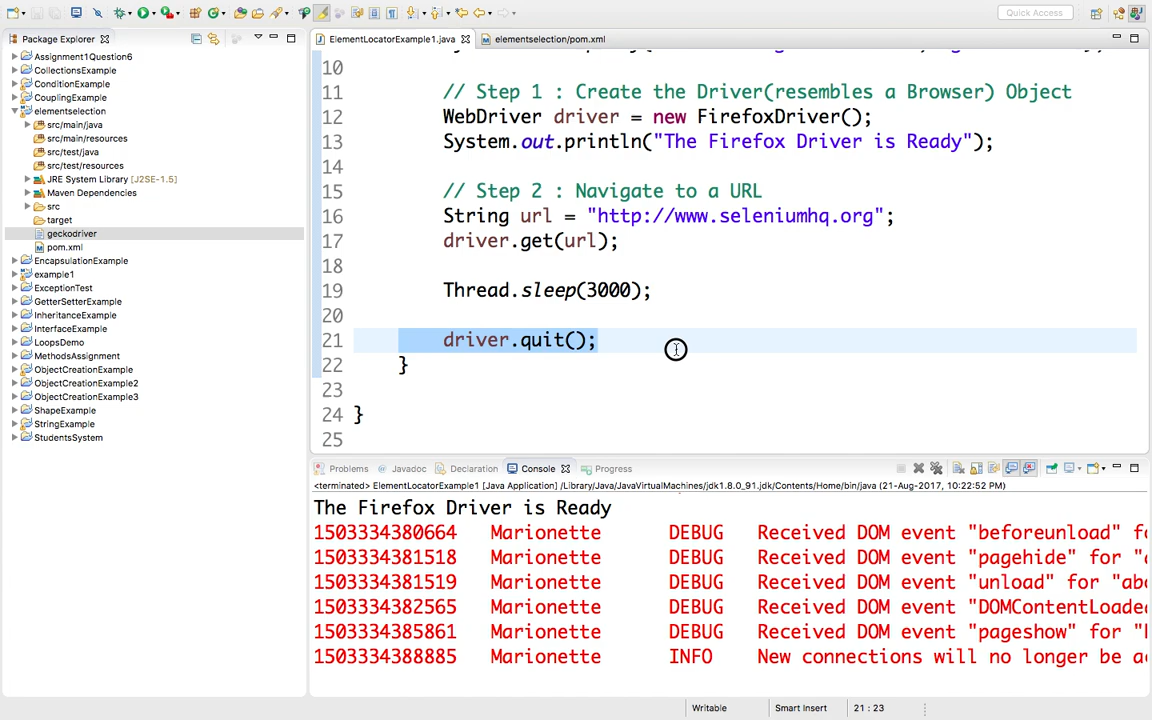 Quick Access
Package Explorer
Assignment1Question6
CollectionsExample
ConditionExample
CouplingExample
elementselection
src/main/java
src/main/resources
src/test/java
src/test/resources
JRE System Library [J2SE-1.5]
Maven Dependencies
src
target
geckodriver
pom.xml
EncapsulationExample
example1
ExceptionTest
GetterSetterExample
InheritanceExample
InterfaceExample
LoopsDemo
MethodsAssignment
ObjectCreationExample
ObjectCreationExample2
ObjectCreationExample3
ShapeExample
StringExample
StudentsSystem
ElementLocatorExample1.java
elementselection/pom.xml
10
11 // Step 1 : Create the Driver(resembles a Browser) Object
12 WebDriver driver = new FirefoxDriver();
13 System.out.println("The Firefox Driver is Ready");
14
15 // Step 2 : Navigate to a URL
16 String url = "http://www.seleniumhq.org";
17 driver.get(url);
18
19 Thread.sleep(3000);
20
21 driver.quit();
22 }
23
24 }
25
Problems Javadoc Declaration Console Progress
<terminated> ElementLocatorExample1 [Java Application] /Library/Java/JavaVirtualMachines/jdk1.8.0_91.jdk/Contents/Home/bin/java (21-Aug-2017, 10:22:52 PM)
The Firefox Driver is Ready
1503334380664 Marionette DEBUG Received DOM event "beforeunload" fo
1503334381518 Marionette DEBUG Received DOM event "pagehide" for "a
1503334381519 Marionette DEBUG Received DOM event "unload" for "abo
1503334382565 Marionette DEBUG Received DOM event "DOMContentLoade
1503334385861 Marionette DEBUG Received DOM event "pageshow" for "
1503334388885 Marionette INFO New connections will no longer be a
Writable Smart Insert 21 : 23